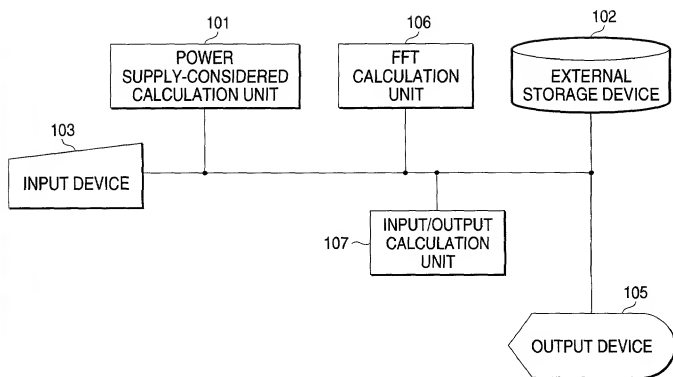 101
POWER
SUPPLY-CONSIDERED
CALCULATION UNIT
106
FFT
CALCULATION
UNIT
102
EXTERNAL
STORAGE DEVICE
103
INPUT DEVICE
107
INPUT/OUTPUT
CALCULATION
UNIT
105
OUTPUT DEVICE